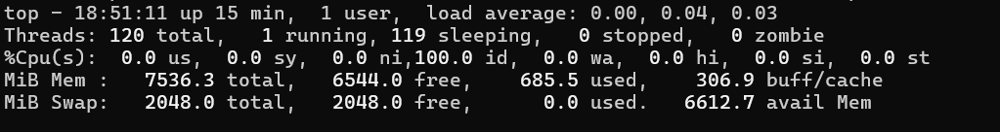 top - 18:51:11 up 15 min,  1 user,  load average: 0.00, 0.04, 0.03
Threads: 120 total,   1 running, 119 sleeping,   0 stopped,   0 zombie
%Cpu(s):  0.0 us,  0.0 sy,  0.0 ni,100.0 id,  0.0 wa,  0.0 hi,  0.0 si,  0.0 st
MiB Mem :   7536.3 total,   6544.0 free,    685.5 used,    306.9 buff/cache
MiB Swap:   2048.0 total,   2048.0 free,      0.0 used.   6612.7 avail Mem